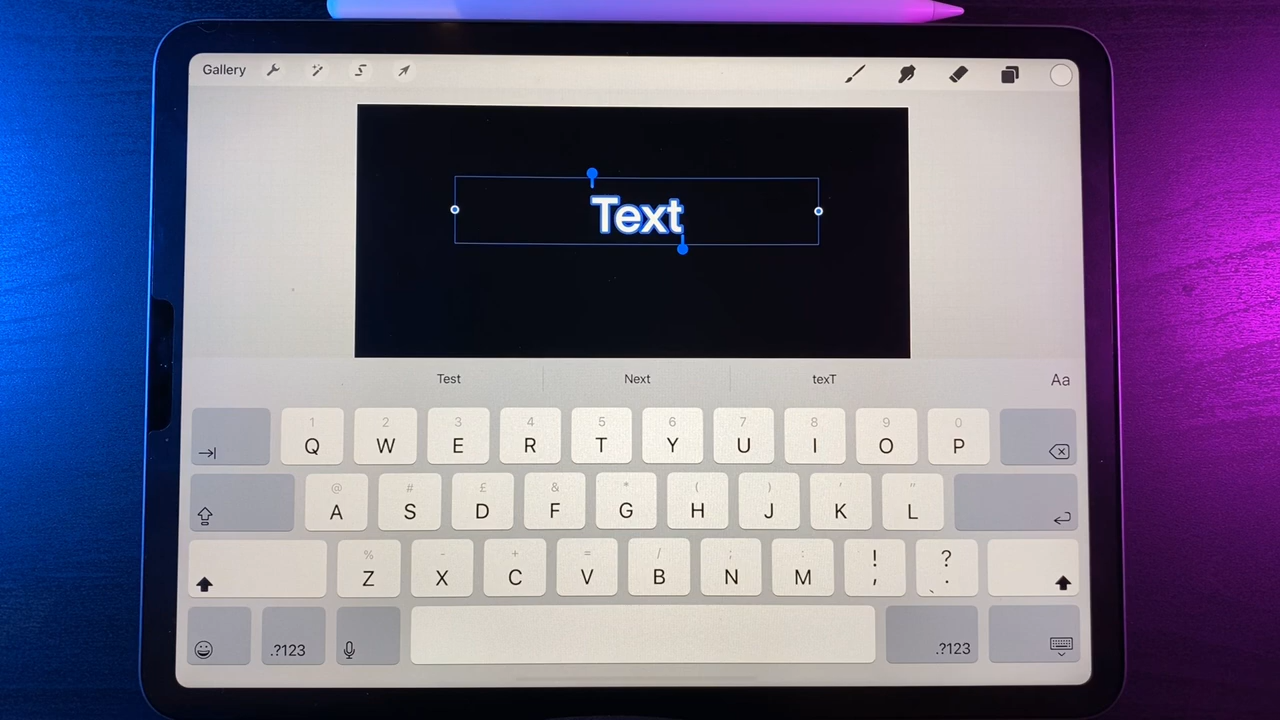 Gallery
Text
Test Next texT Aa
1 2 3 4 5 6 7 8 9 0
Q W E R T Y U I O P
@ # £ & * ( ) ' "
A S D F G H J K L
% - + = / ; : ! ?
Z X C V B N M , .
.?123 .?123